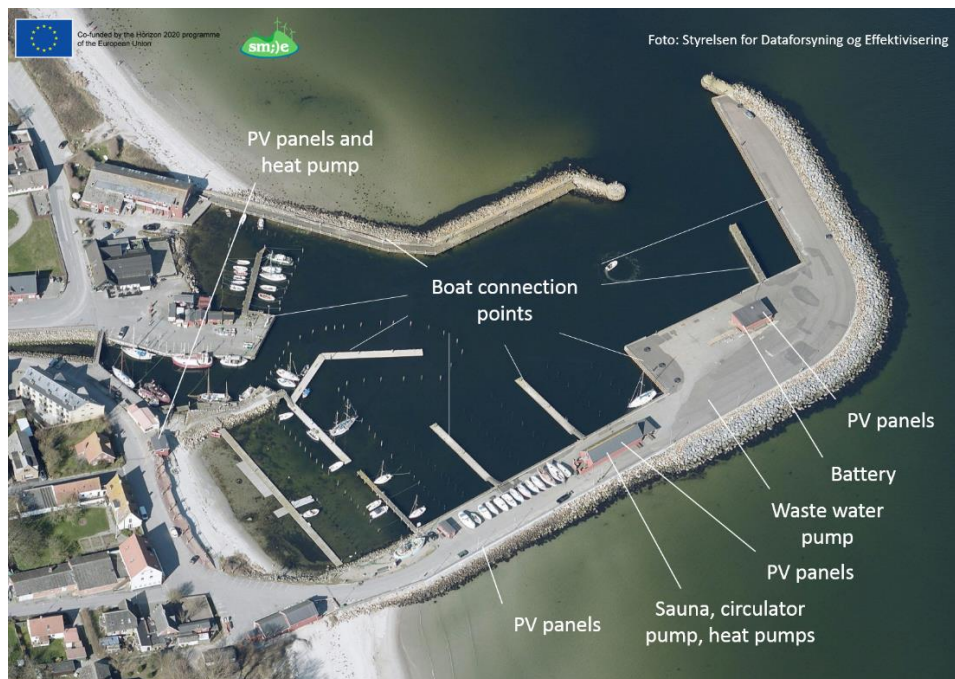 Co-funded by the Horizon 2020 programme
of the European Union
sm;)e
Foto: Styrelsen for Dataforsyning og Effektivisering
PV panels and
heat pump
Boat connection
points
PV panels
Battery
Waste water
pump
PV panels
Sauna, circulator
pump, heat pumps
PV panels